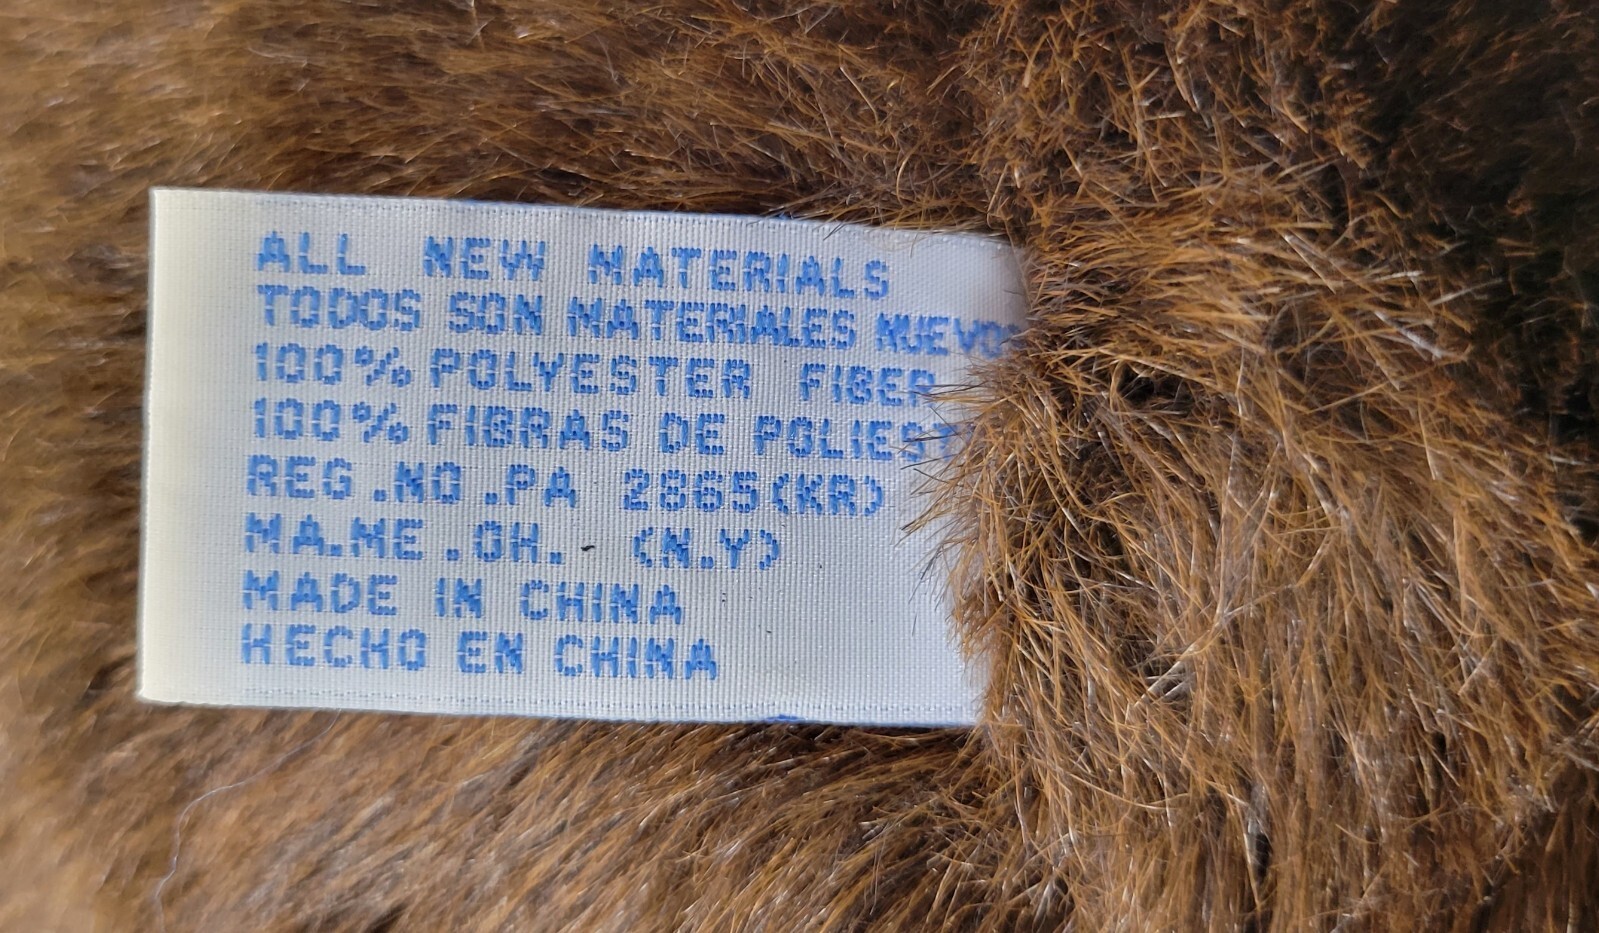 ALL NEW MATERIALS
TODOS SON MATERIALES NUEVOS
100% POLYESTER FIBER
100% FIBRAS DE POLIEST
REG.NO.PA 2865(KR)
MA.ME.OH. (N.Y)
MADE IN CHINA
HECHO EN CHINA